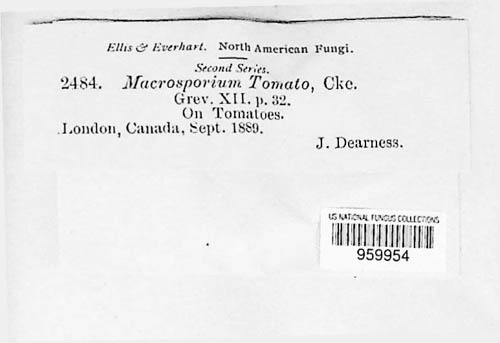 Ellis & Everhart. North American Fungi.
Second Series.
2484. Macrosporium Tomato, Cke.
Grev. XII. p. 32.
On Tomatoes.
London, Canada, Sept. 1889.
J. Dearness.
US NATIONAL FUNGUS COLLECTIONS
959954